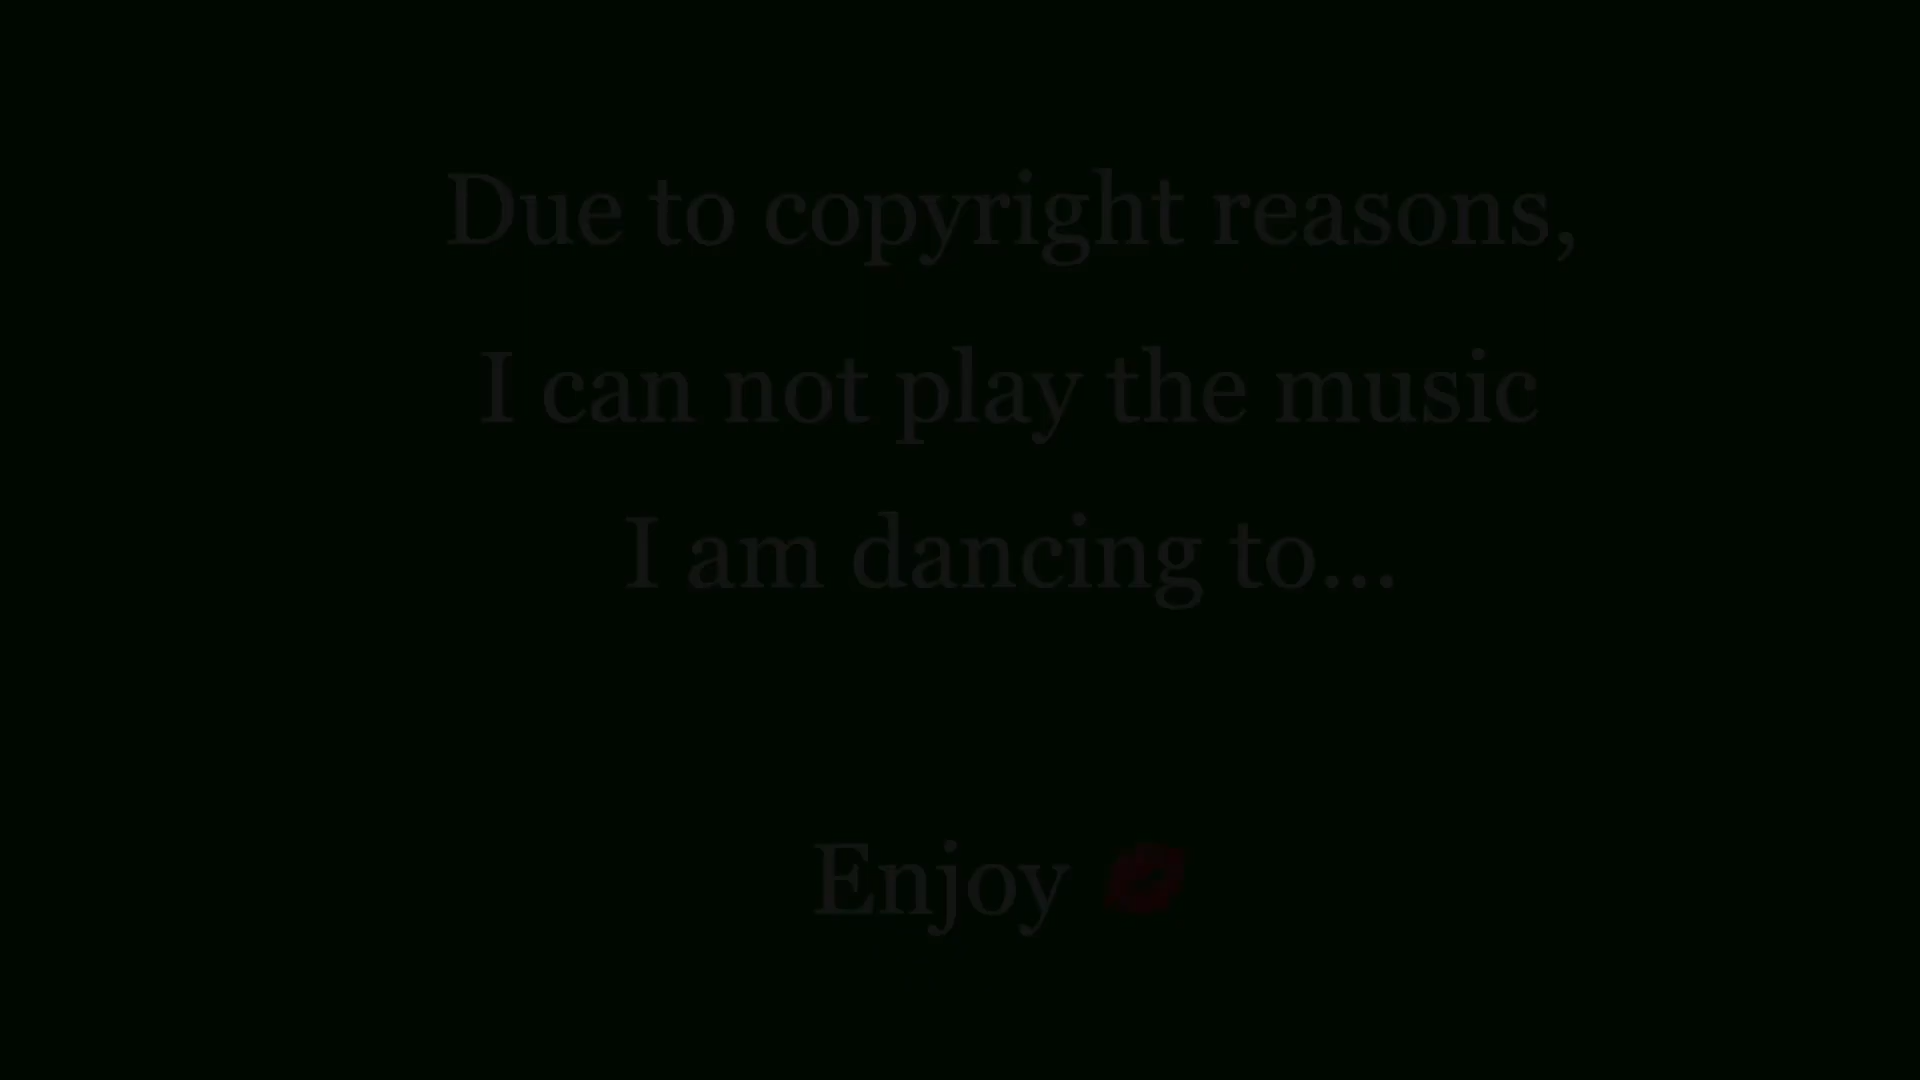 Due to copyright reasons,
I can not play the music
I am dancing to...
Enjoy 💋